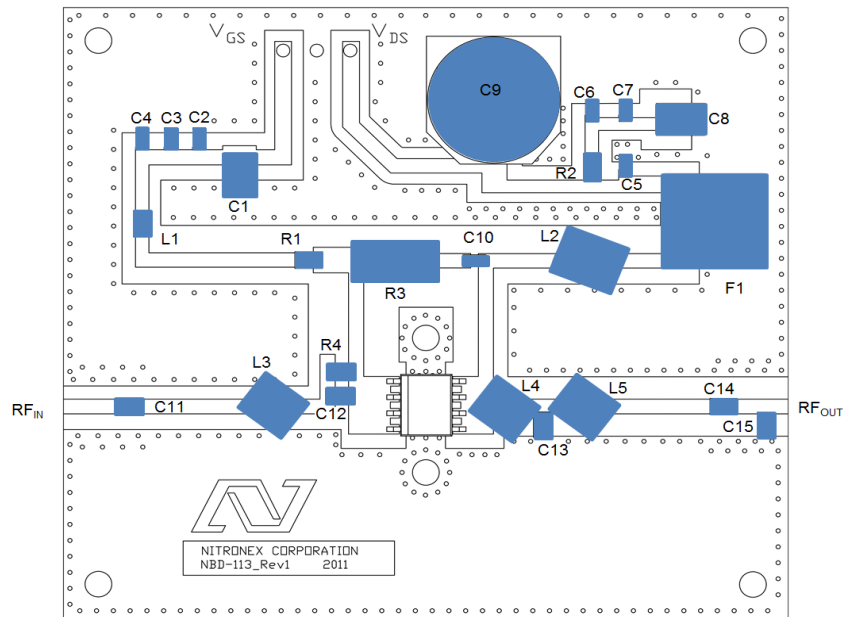 VGS
VDS
C9
C6 C7
C4 C3 C2
C8
R2
C5
C1
L1
R1
C10
L2
R3
F1
R4
L3
L4
L5
RFIN
C11
C12
C14
RFOUT
C13
C15
NITRONEX CORPORATION
NBD-113_Rev1 2011